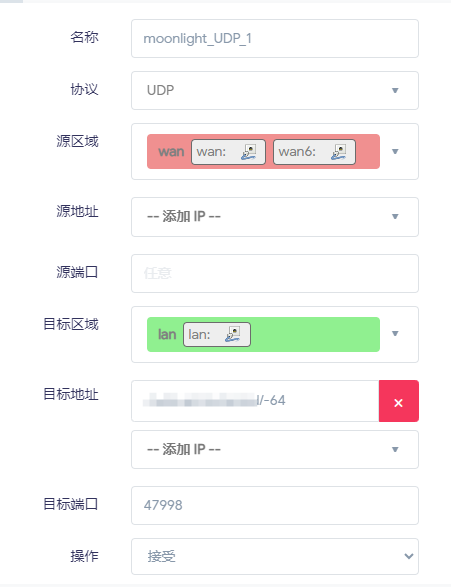 名称 moonlight_UDP_1
协议 UDP
源区域 wan wan: wan6:
源地址 -- 添加 IP --
源端口 任意
目标区域 lan lan:
目标地址 /-64
-- 添加 IP --
目标端口 47998
操作 接受